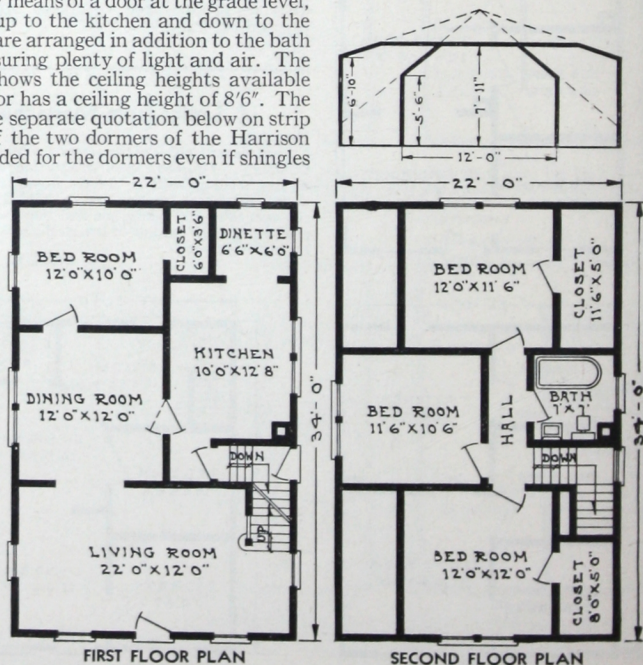 means of a door at the grade level,
up to the kitchen and down to the
are arranged in addition to the bath
suring plenty of light and air. The
hows the ceiling heights available
or has a ceiling height of 8'6". The
e separate quotation below on strip
f the two dormers of the Harrison
ded for the dormers even if shingles
6'-10"
5'-6"
7'-11"
12'-0"
22'-0"
BED ROOM
12'0"X10'0"
CLOSET
6'0"X3'6"
DINETTE
6'6"X6'0"
KITCHEN
10'0"X12'8"
DINING ROOM
12'0"X12'0"
DOWN
UP
LIVING ROOM
22'0"X12'0"
34'-0"
FIRST FLOOR PLAN
22'-0"
BED ROOM
12'0"X11'6"
CLOSET
11'6"X5'0"
BED ROOM
11'6"X10'6"
HALL
BATH
7'X7'
DOWN
BED ROOM
12'0"X12'0"
CLOSET
8'0"X5'0"
34'-0"
SECOND FLOOR PLAN